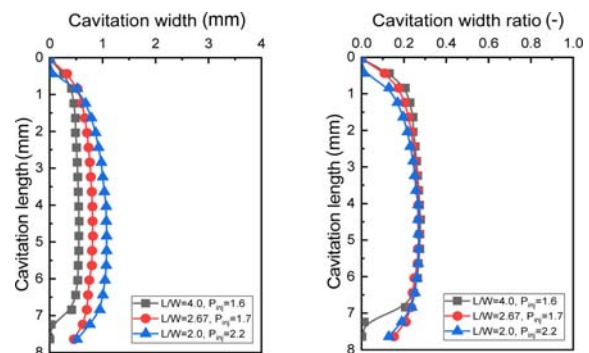 Cavitation width (mm)
0 1 2 3 4
Cavitation length (mm)
0
1
2
3
4
5
6
7
8
L/W=4.0, Pinj=1.6
L/W=2.67, Pinj=1.7
L/W=2.0, Pinj=2.2
Cavitation width ratio (-)
0.0 0.2 0.4 0.6 0.8 1.0
Cavitation length (mm)
0
1
2
3
4
5
6
7
8
L/W=4.0, Pinj=1.6
L/W=2.67, Pinj=1.7
L/W=2.0, Pinj=2.2